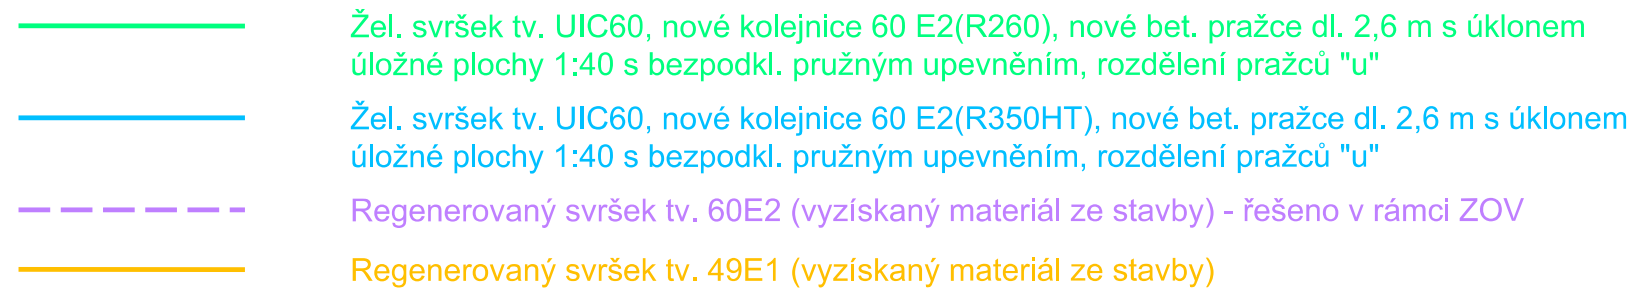 Žel. svršek tv. UIC60, nové kolejnice 60 E2(R260), nové bet. pražce dl. 2,6 m s úklonem
úložné plochy 1:40 s bezpodkl. pružným upevněním, rozdělení pražců "u"
Žel. svršek tv. UIC60, nové kolejnice 60 E2(R350HT), nové bet. pražce dl. 2,6 m s úklonem
úložné plochy 1:40 s bezpodkl. pružným upevněním, rozdělení pražců "u"
Regenerovaný svršek tv. 60E2 (vyzískaný materiál ze stavby) - řešeno v rámci ZOV
Regenerovaný svršek tv. 49E1 (vyzískaný materiál ze stavby)